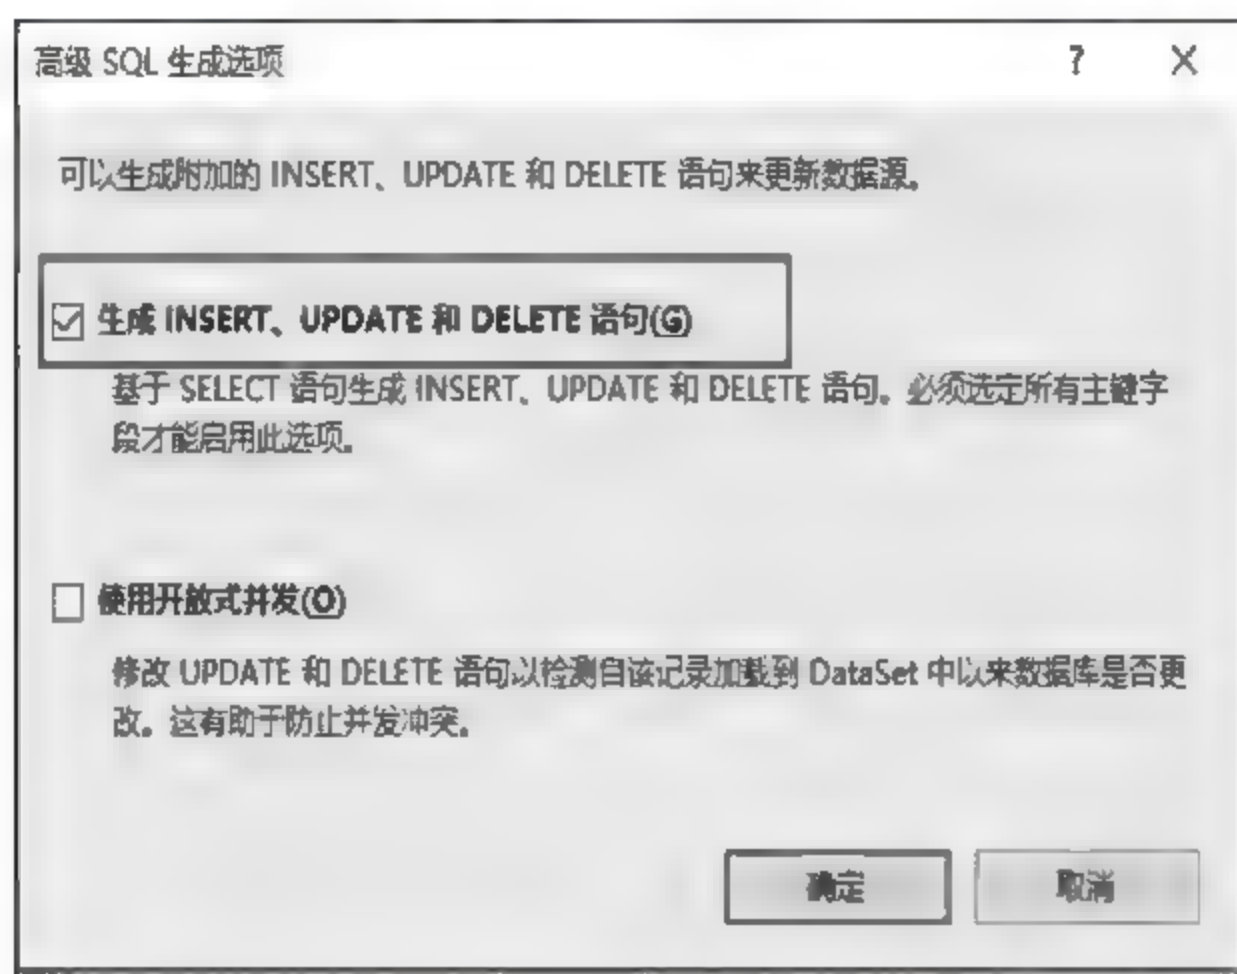 高级 SQL 生成选项
? ×
可以生成附加的 INSERT、UPDATE 和 DELETE 语句来更新数据源。
生成 INSERT、UPDATE 和 DELETE 语句(G)
基于 SELECT 语句生成 INSERT、UPDATE 和 DELETE 语句。必须选定所有主键字
段才能启用此选项。
使用开放式并发(O)
修改 UPDATE 和 DELETE 语句以检测自该记录加载到 DataSet 中以来数据库是否更
改。这有助于防止并发冲突。
确定 取消